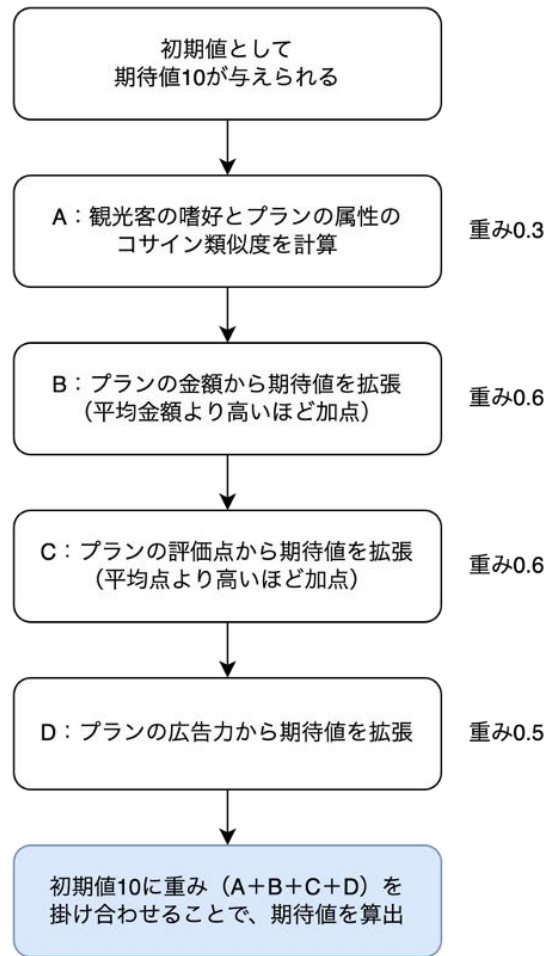 初期値として
期待値10が与えられる
A：観光客の嗜好とプランの属性の
コサイン類似度を計算
重み0.3
B：プランの金額から期待値を拡張
（平均金額より高いほど加点）
重み0.6
C：プランの評価点から期待値を拡張
（平均点より高いほど加点）
重み0.6
D：プランの広告力から期待値を拡張
重み0.5
初期値10に重み（A＋B＋C＋D）を
掛け合わせることで、期待値を算出